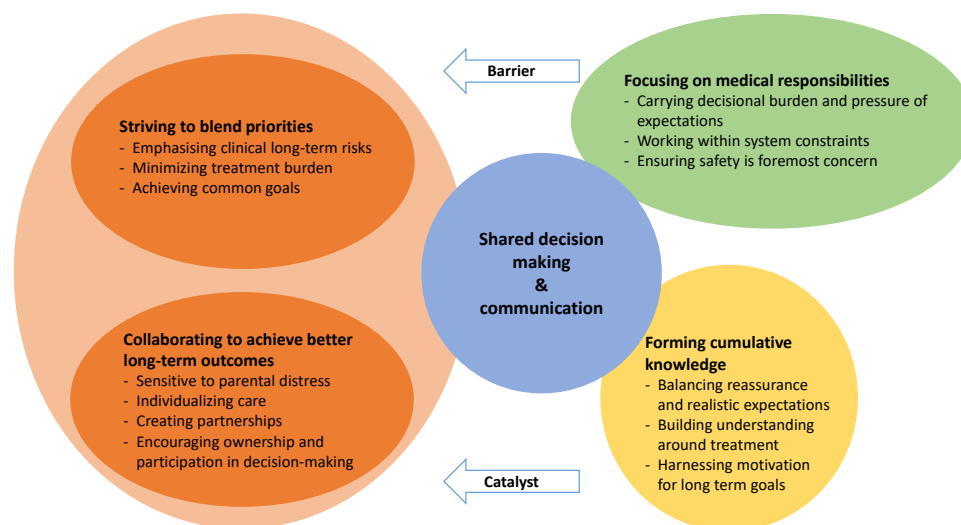 Barrier
Focusing on medical responsibilities
- Carrying decisional burden and pressure of
expectations
- Working within system constraints
- Ensuring safety is foremost concern
Striving to blend priorities
- Emphasising clinical long-term risks
- Minimizing treatment burden
- Achieving common goals
Shared decision
making
&
communication
Collaborating to achieve better
long-term outcomes
- Sensitive to parental distress
- Individualizing care
- Creating partnerships
- Encouraging ownership and
participation in decision-making
Forming cumulative
knowledge
- Balancing reassurance
and realistic expectations
- Building understanding
around treatment
- Harnessing motivation
for long term goals
Catalyst